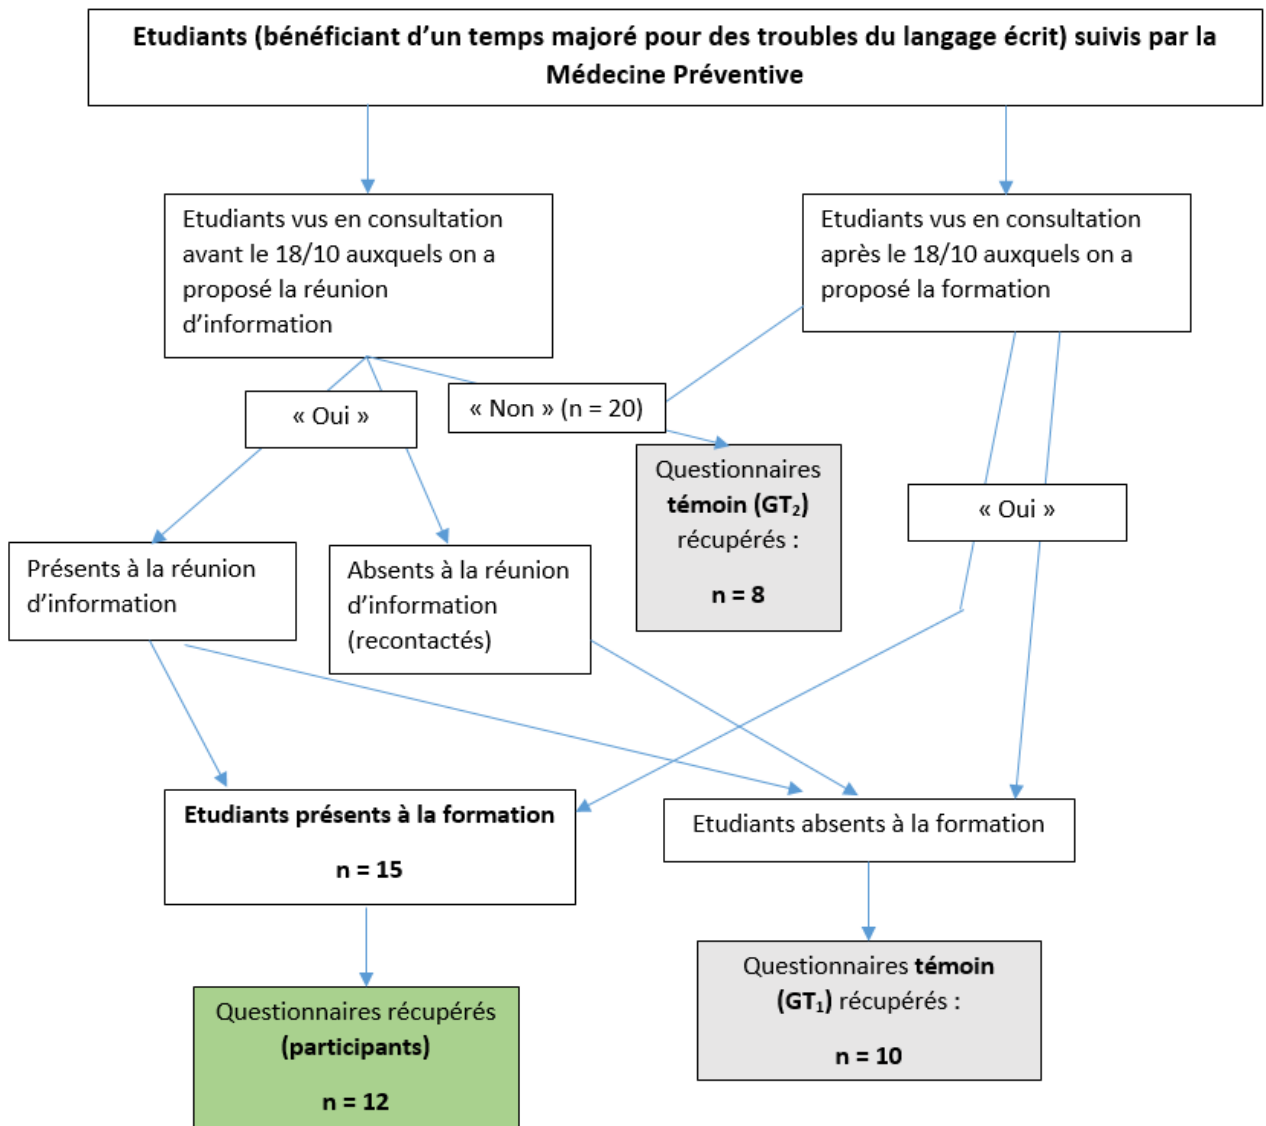 Etudiants (bénéficiant d’un temps majoré pour des troubles du langage écrit) suivis par la
Médecine Préventive
Etudiants vus en consultation
avant le 18/10 auxquels on a
proposé la réunion
d’information
Etudiants vus en consultation
après le 18/10 auxquels on a
proposé la formation
« Oui »
« Non » (n = 20)
Questionnaires
témoin (GT₂)
récupérés :
n = 8
« Oui »
Présents à la réunion
d’information
Absents à la réunion
d’information
(recontactés)
Etudiants présents à la formation
n = 15
Etudiants absents à la formation
Questionnaires récupérés
(participants)
n = 12
Questionnaires témoin
(GT₁) récupérés :
n = 10